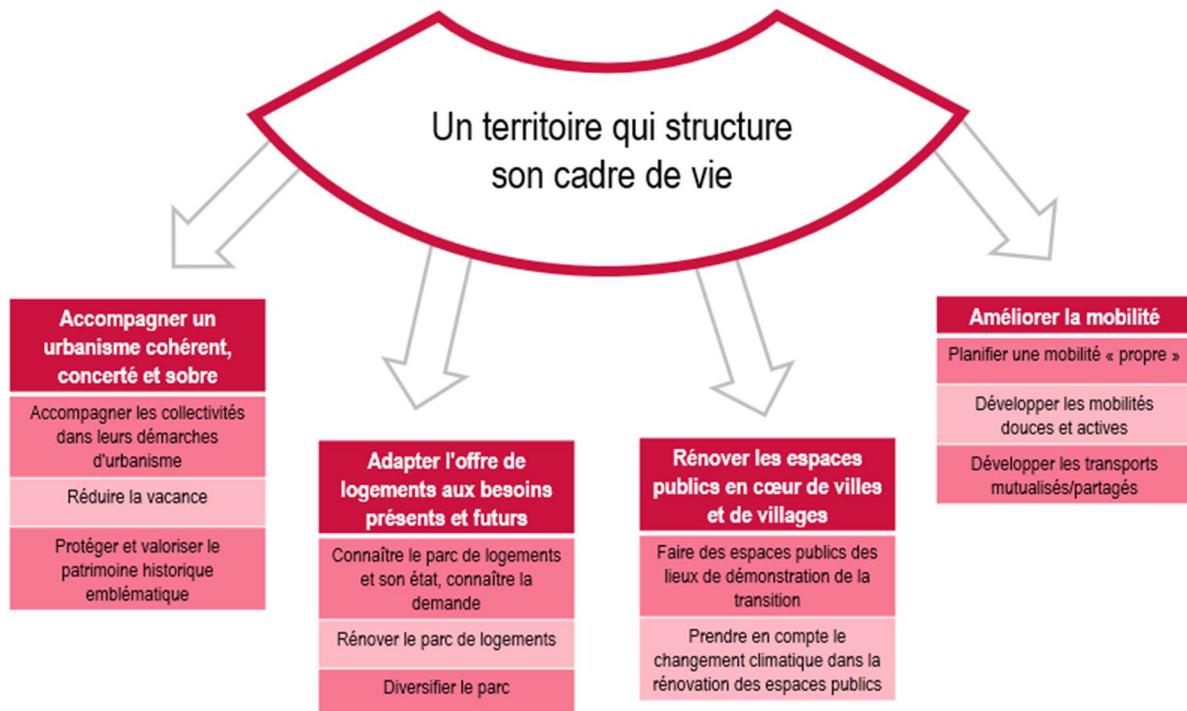 Un territoire qui structure
son cadre de vie
Accompagner un
urbanisme cohérent,
concerté et sobre
Accompagner les collectivités
dans leurs démarches
d'urbanisme
Réduire la vacance
Protéger et valoriser le
patrimoine historique
emblématique
Adapter l'offre de
logements aux besoins
présents et futurs
Connaître le parc de logements
et son état, connaître la
demande
Rénover le parc de logements
Diversifier le parc
Rénover les espaces
publics en cœur de villes
et de villages
Faire des espaces publics des
lieux de démonstration de la
transition
Prendre en compte le
changement climatique dans la
rénovation des espaces publics
Améliorer la mobilité
Planifier une mobilité « propre »
Développer les mobilités
douces et actives
Développer les transports
mutualisés/partagés